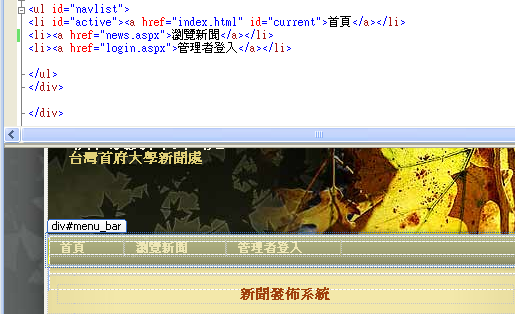 <ul id="navlist">
<li id="active"><a href="index.html" id="current">首頁</a></li>
<li><a href="news.aspx">瀏覽新聞</a></li>
<li><a href="login.aspx">管理者登入</a></li>
</ul>
</div>
</div>
台灣首府大學新聞處
div#menu_bar
首頁 瀏覽新聞 管理者登入
新聞發佈系統